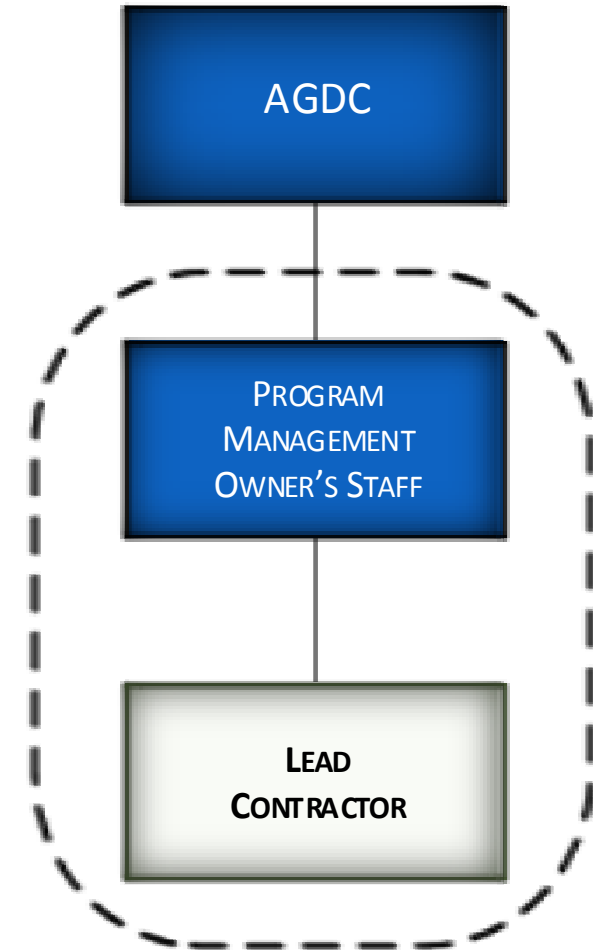 AGDC
PROGRAM
MANAGEMENT
OWNER'S STAFF
LEAD
CONTRACTOR